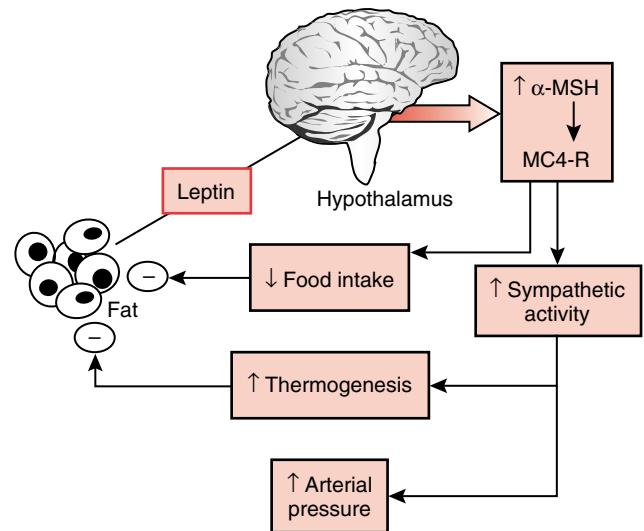 ↑ α-MSH
MC4-R
Leptin
Hypothalamus
↓ Food intake
−
Fat
↑ Sympathetic
activity
−
↑ Thermogenesis
↑ Arterial
pressure